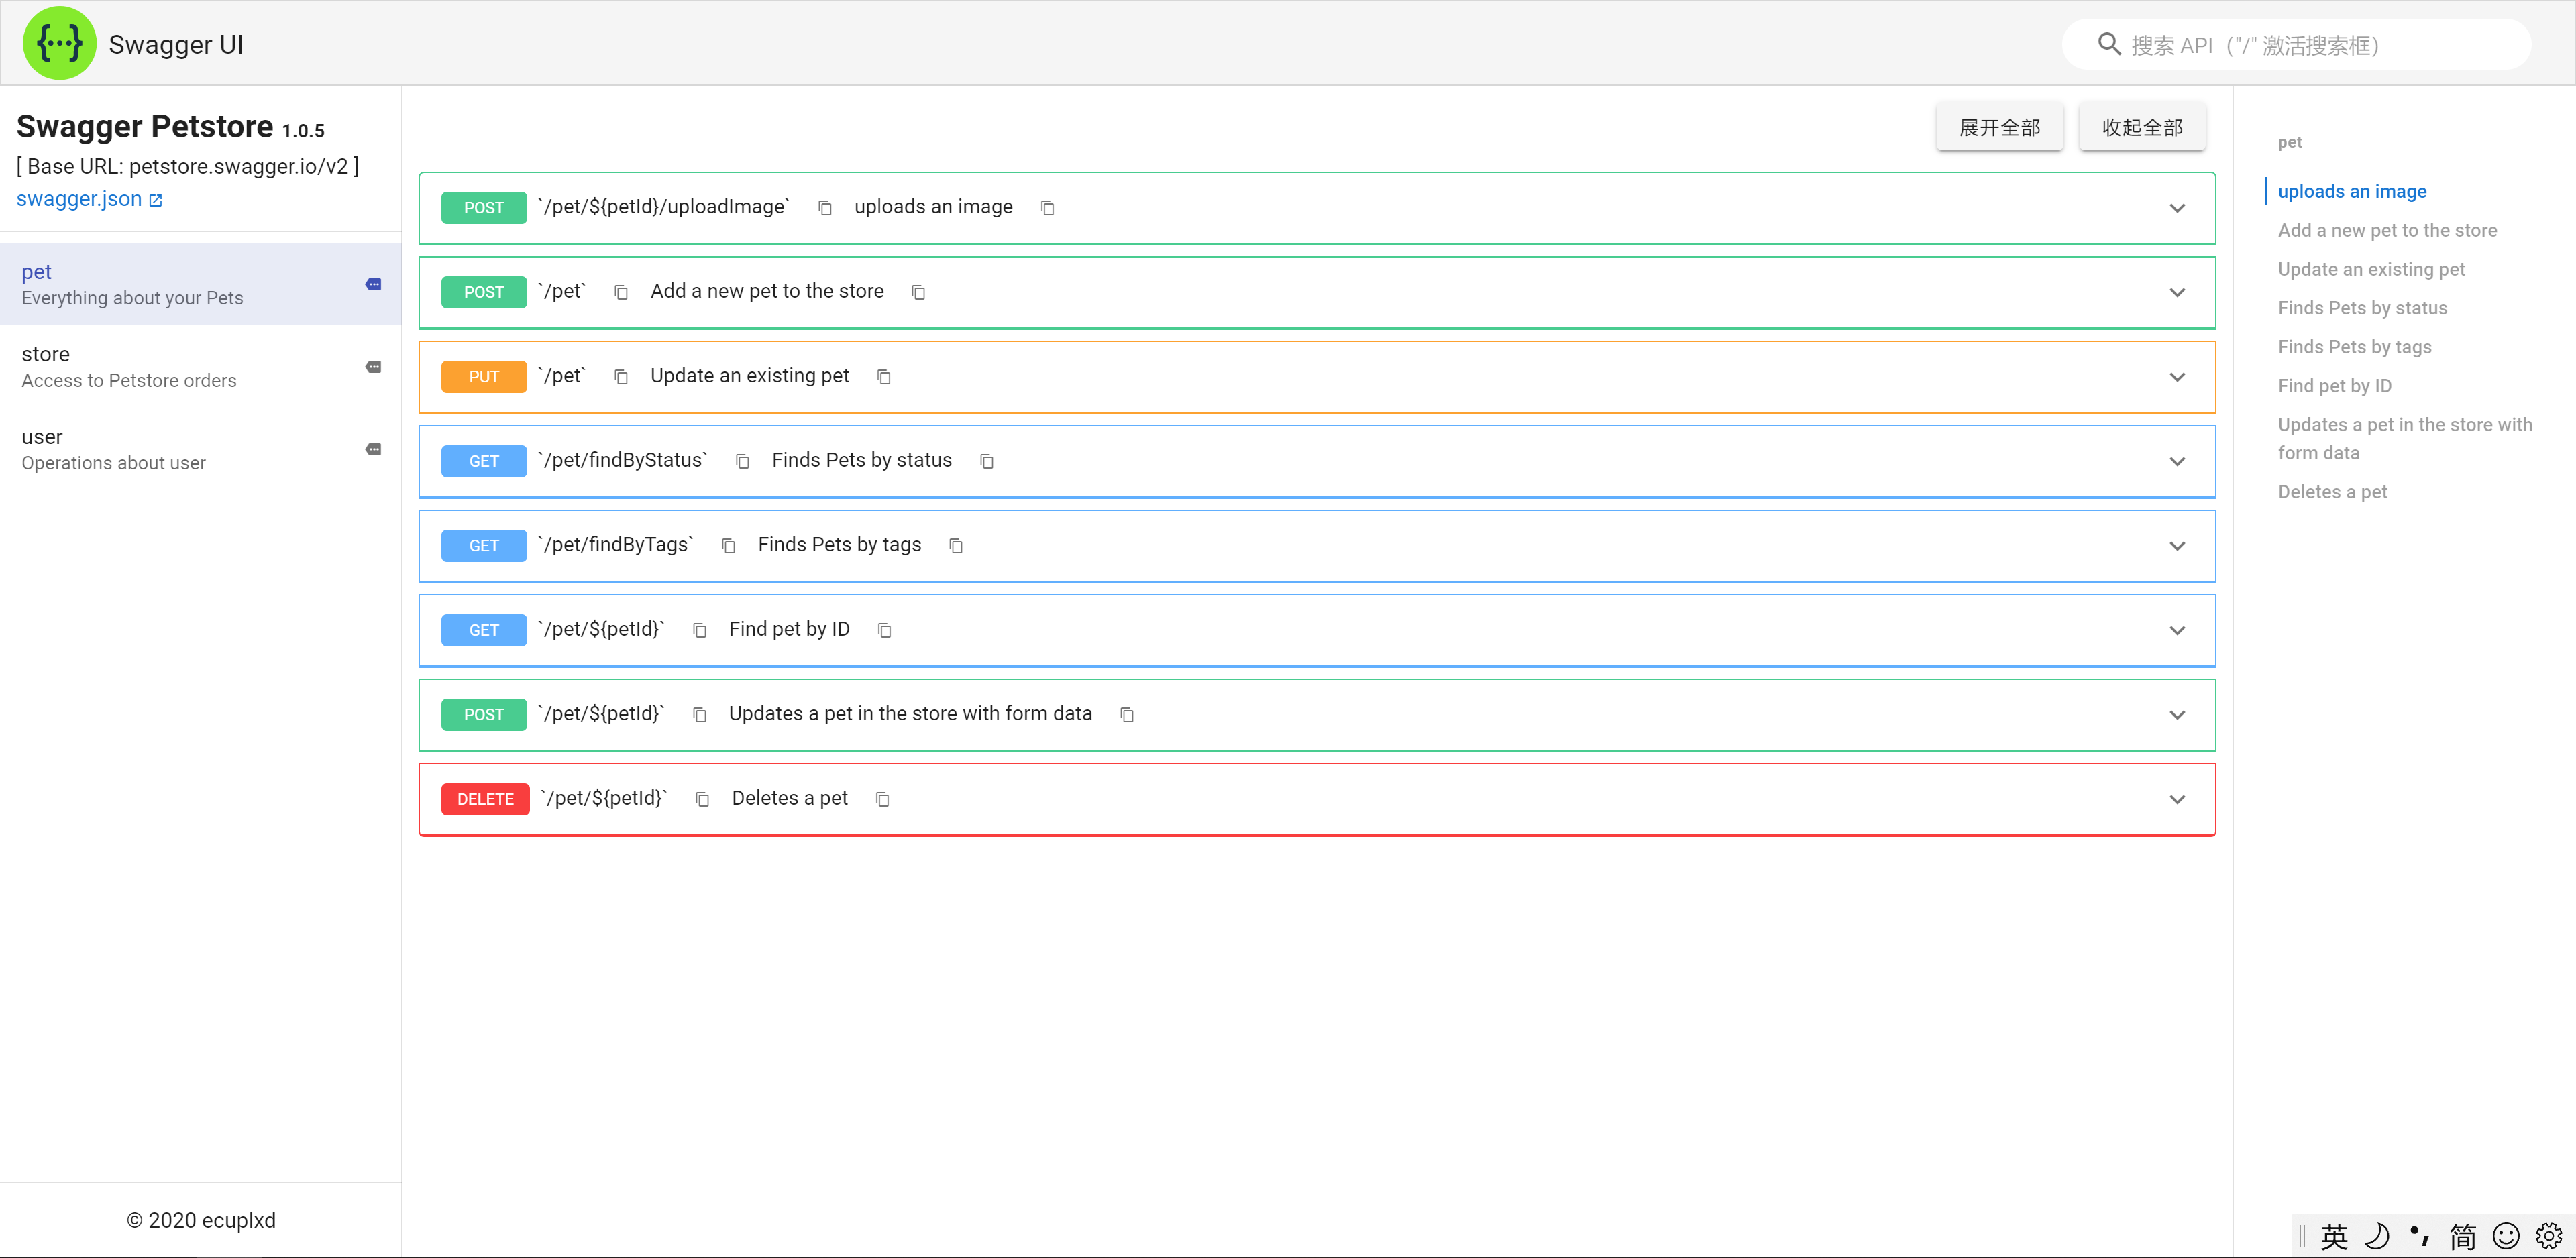 Swagger UI
搜索 API（"/" 激活搜索框）
Swagger Petstore 1.0.5
[ Base URL: petstore.swagger.io/v2 ]
swagger.json
pet
Everything about your Pets
store
Access to Petstore orders
user
Operations about user
© 2020 ecuplxd
展开全部 收起全部
POST `/pet/${petId}/uploadImage` uploads an image
POST `/pet` Add a new pet to the store
PUT `/pet` Update an existing pet
GET `/pet/findByStatus` Finds Pets by status
GET `/pet/findByTags` Finds Pets by tags
GET `/pet/${petId}` Find pet by ID
POST `/pet/${petId}` Updates a pet in the store with form data
DELETE `/pet/${petId}` Deletes a pet
pet
uploads an image
Add a new pet to the store
Update an existing pet
Finds Pets by status
Finds Pets by tags
Find pet by ID
Updates a pet in the store with
form data
Deletes a pet
英 简